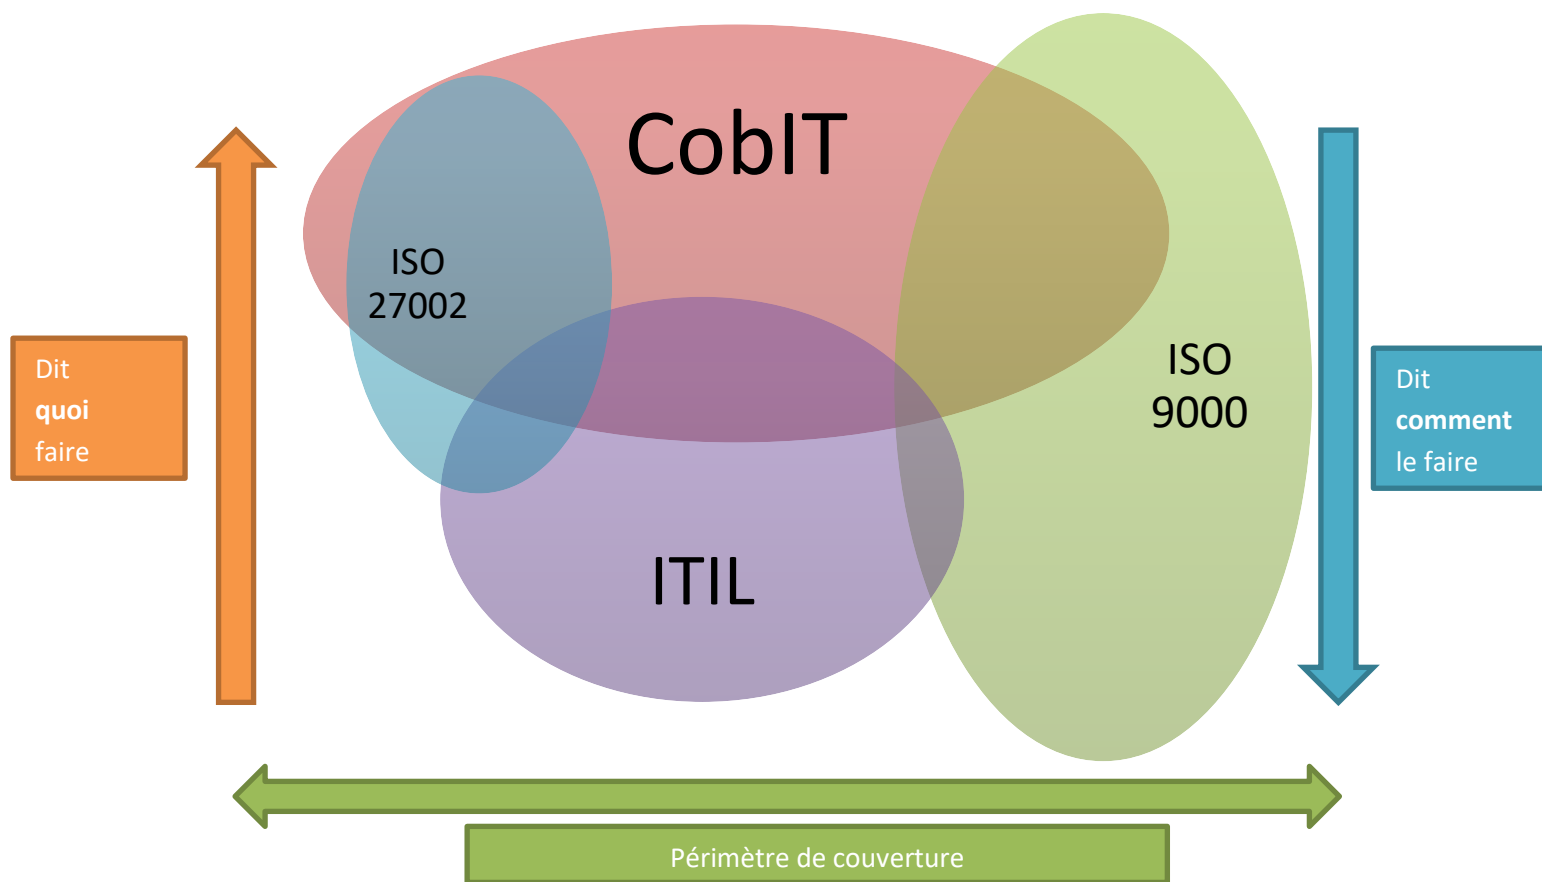 CobIT
ISO
27002
ISO
9000
Dit
quoi
faire
Dit
comment
le faire
ITIL
Périmètre de couverture